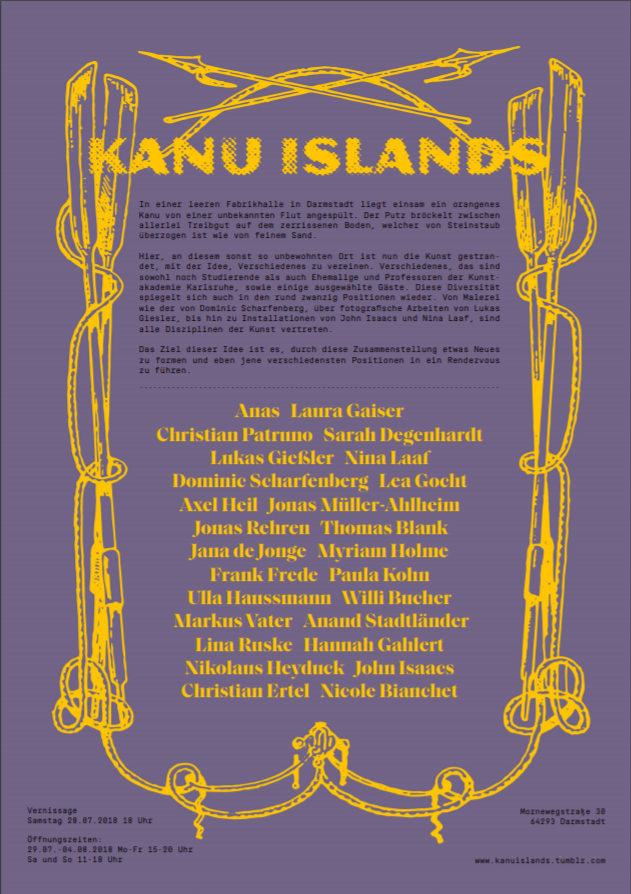 KANU ISLANDS
In einer leeren Fabrikhalle in Darmstadt liegt einsam ein orangenes
Kanu von einer unbekannten Flut angespült. Der Putz bröckelt zwischen
allerlei Treibgut auf dem zerrissenen Boden, welcher von Steinstaub
überzogen ist wie von feinem Sand.
Hier, an diesem sonst so unbewohnten Ort ist nun die Kunst gestran-
det, mit der Idee, Verschiedenes zu vereinen. Verschiedenes, das sind
sowohl noch Studierende als auch Ehemalige und Professoren der Kunst-
akademie Karlsruhe, sowie einige ausgewählte Gäste. Diese Diversität
spiegelt sich auch in den rund zwanzig Positionen wieder. Von Malerei
wie der von Dominic Scharfenberg, über fotografische Arbeiten von Lukas
Giesler, bis hin zu Installationen von John Isaacs und Nina Laaf, sind
alle Disziplinen der Kunst vertreten.
Das Ziel dieser Idee ist es, durch diese Zusammenstellung etwas Neues
zu formen und eben jene verschiedensten Positionen in ein Rendezvous
zu führen.
Anas Laura Gaiser
Christian Patruno Sarah Degenhardt
Lukas Gießler Nina Laaf
Dominic Scharfenberg Lea Gocht
Axel Heil Jonas Müller-Ahlheim
Jonas Rehren Thomas Blank
Jana de Jonge Myriam Holme
Frank Frede Paula Kohn
Ulla Haussmann Willi Bucher
Markus Vater Anand Stadtländer
Lina Ruske Hannah Gahlert
Nikolaus Heyduck John Isaacs
Christian Ertel Nicole Bianchet
Vernissage
Samstag 28.07.2018 18 Uhr
Öffnungszeiten:
29.07.-04.08.2018 Mo-Fr 15-20 Uhr
Sa und So 11-18 Uhr
Mornewegstraße 30
64293 Darmstadt
www.kanuislands.tumblr.com